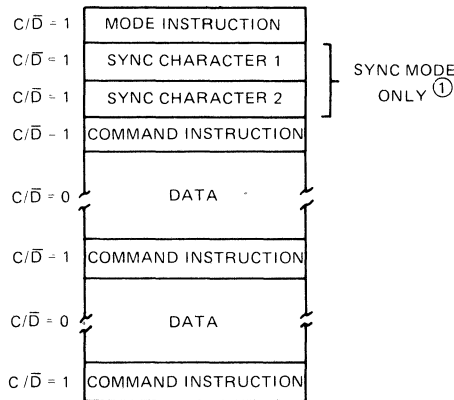 C/D̅ = 1 MODE INSTRUCTION
C/D̅ = 1 SYNC CHARACTER 1
C/D̅ = 1 SYNC CHARACTER 2
SYNC MODE
ONLY ①
C/D̅ = 1 COMMAND INSTRUCTION
C/D̅ = 0 DATA
C/D̅ = 1 COMMAND INSTRUCTION
C/D̅ = 0 DATA
C/D̅ = 1 COMMAND INSTRUCTION